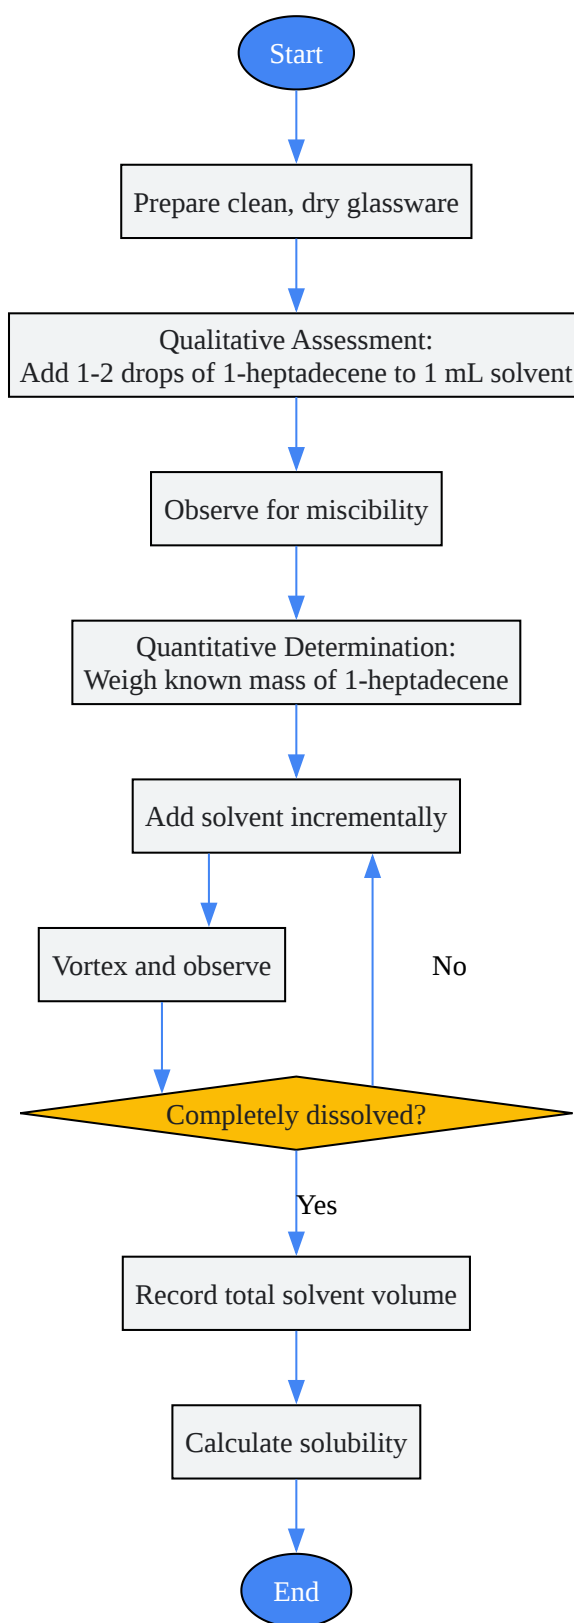 Start
Prepare clean, dry glassware
Qualitative Assessment:
Add 1-2 drops of 1-heptadecene to 1 mL solvent
Observe for miscibility
Quantitative Determination:
Weigh known mass of 1-heptadecene
Add solvent incrementally
Vortex and observe
No
Completely dissolved?
Yes
Record total solvent volume
Calculate solubility
End